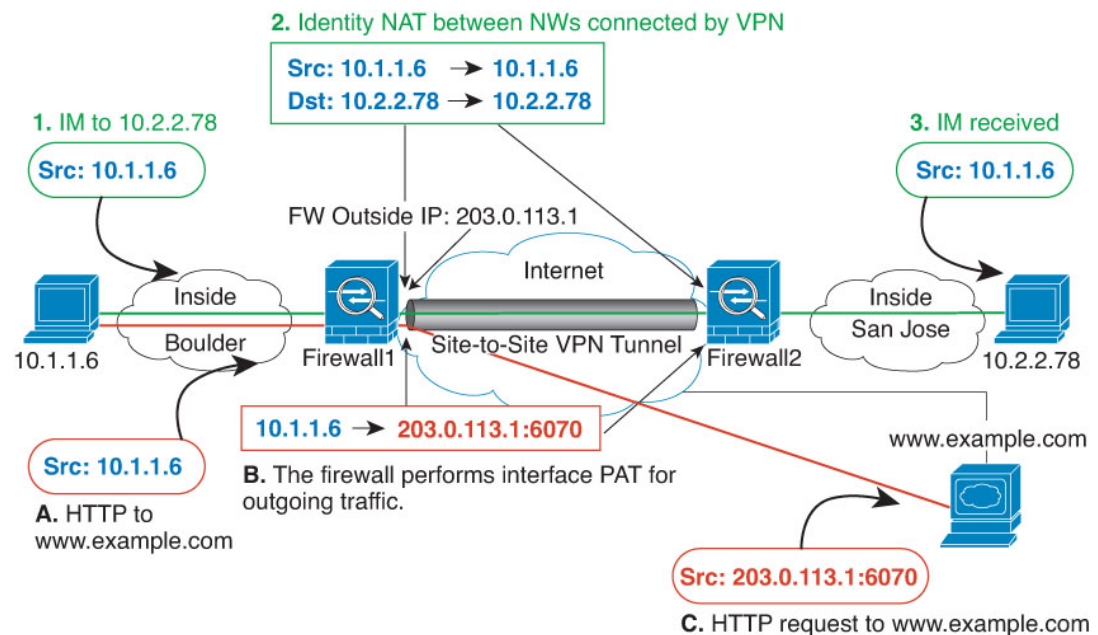 2. Identity NAT between NWs connected by VPN
Src: 10.1.1.6 → 10.1.1.6
Dst: 10.2.2.78 → 10.2.2.78
1. IM to 10.2.2.78
Src: 10.1.1.6
3. IM received
Src: 10.1.1.6
FW Outside IP: 203.0.113.1
Internet
Inside
Boulder
Inside
San Jose
10.1.1.6
Firewall1
Site-to-Site VPN Tunnel
Firewall2
10.2.2.78
10.1.1.6 → 203.0.113.1:6070
B. The firewall performs interface PAT for
outgoing traffic.
Src: 10.1.1.6
A. HTTP to
www.example.com
www.example.com
Src: 203.0.113.1:6070
C. HTTP request to www.example.com